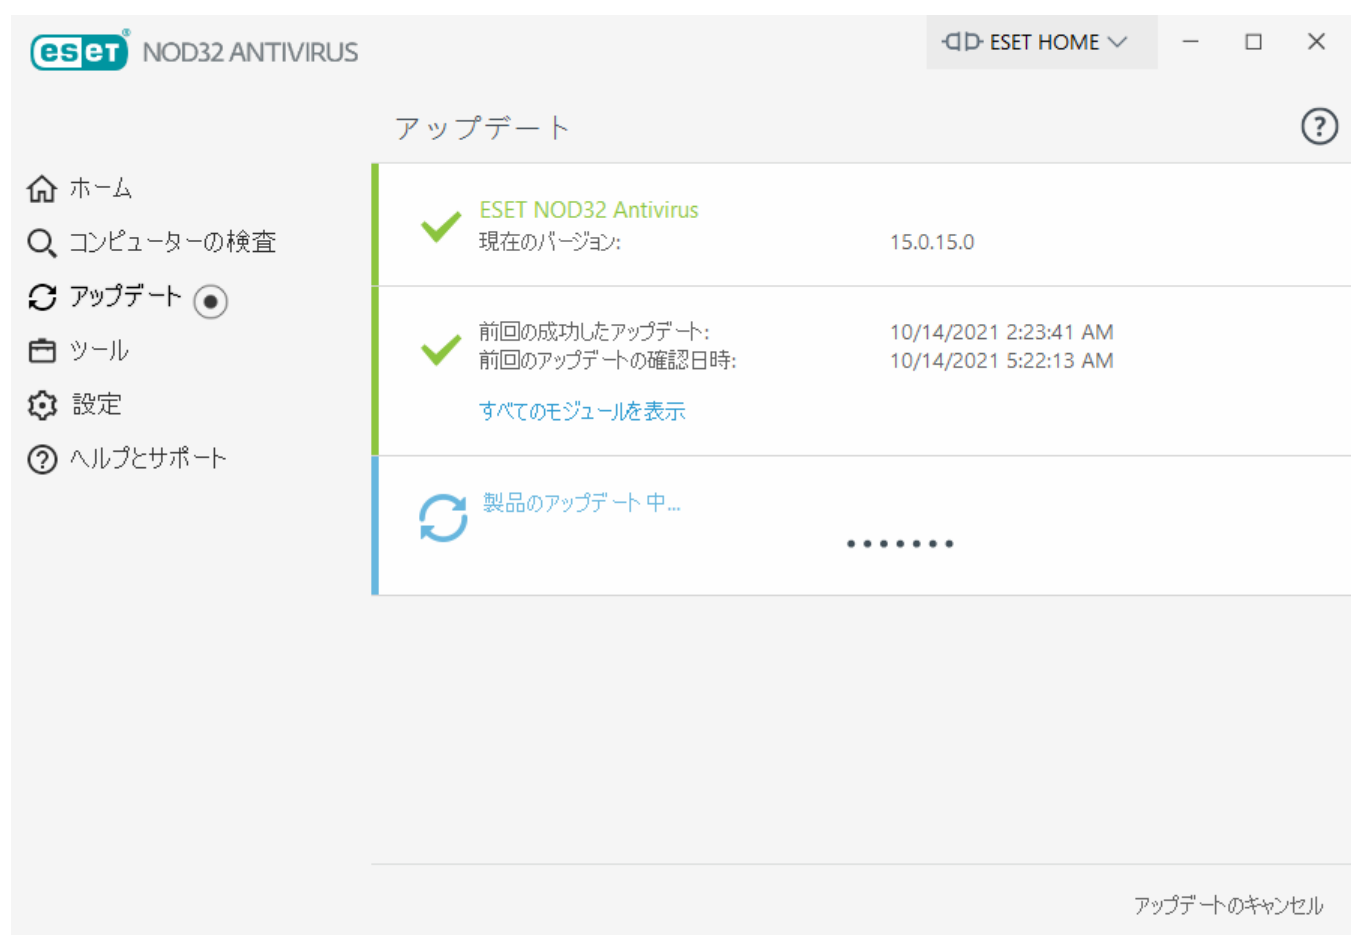 eset® NOD32 ANTIVIRUS
ESET HOME
アップデート
ホーム
コンピューターの検査
アップデート
ツール
設定
ヘルプとサポート
ESET NOD32 Antivirus
現在のバージョン: 15.0.15.0
前回の成功したアップデート: 10/14/2021 2:23:41 AM
前回のアップデートの確認日時: 10/14/2021 5:22:13 AM
すべてのモジュールを表示
製品のアップデート 中...
アップデートのキャンセル